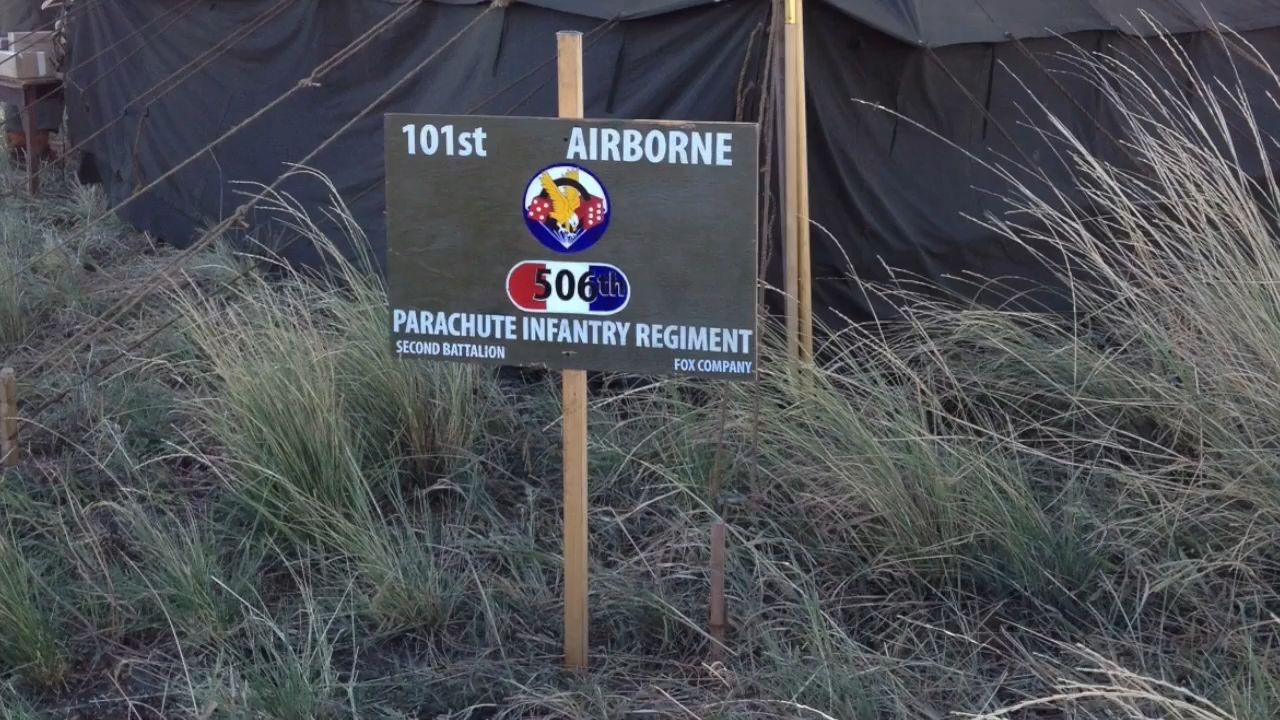 101st AIRBORNE
506th
PARACHUTE INFANTRY REGIMENT
SECOND BATTALION
FOX COMPANY